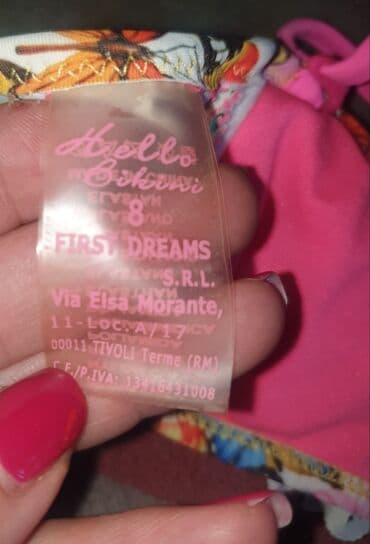 Hello
Bikini
8
FIRST DREAMS
S.R.L.
Via Elsa Morante,
11-Loc.A/17
00011 TIVOLI Terme (RM)
C.F./P.IVA: 13416431008